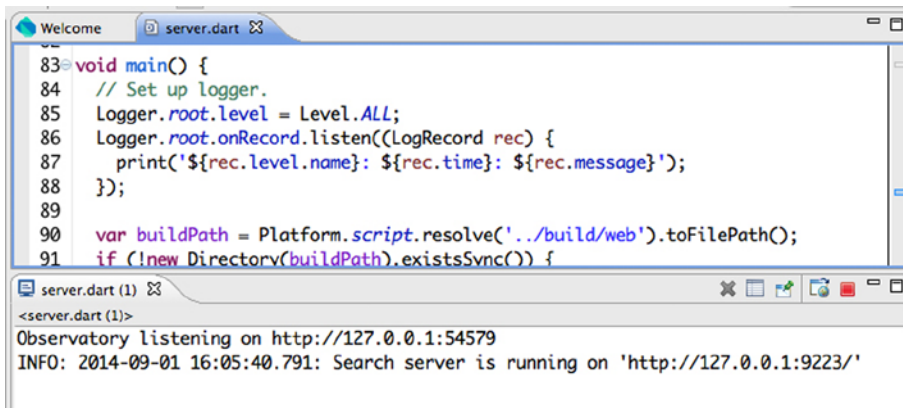 Welcome server.dart
83 void main() {
84 // Set up logger.
85 Logger.root.level = Level.ALL;
86 Logger.root.onRecord.listen((LogRecord rec) {
87 print('${rec.level.name}: ${rec.time}: ${rec.message}');
88 });
89
90 var buildPath = Platform.script.resolve('../build/web').toFilePath();
91 if (!new Directory(buildPath).existsSync()) {
server.dart (1)
<server.dart (1)>
Observatory listening on http://127.0.0.1:54579
INFO: 2014-09-01 16:05:40.791: Search server is running on 'http://127.0.0.1:9223/'